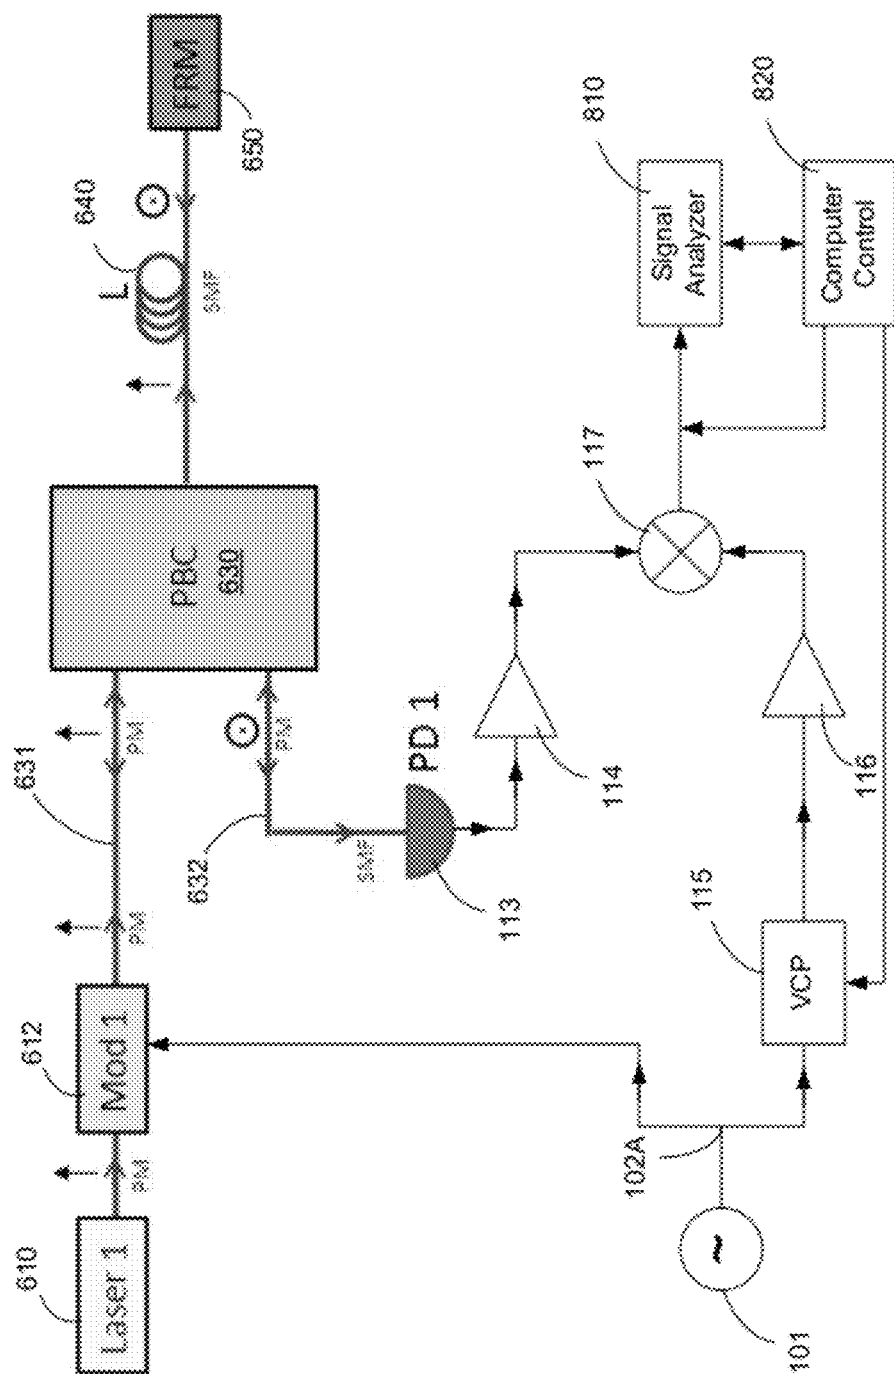 610
Laser 1
PM
612
Mod 1
PM
631
PM
PBC
630
640
L
SMF
FRM
650
632
PM
SMF
PD 1
113
114
117
Signal
Analyzer
810
Computer
Control
820
101
~
102A
115
VCP
116